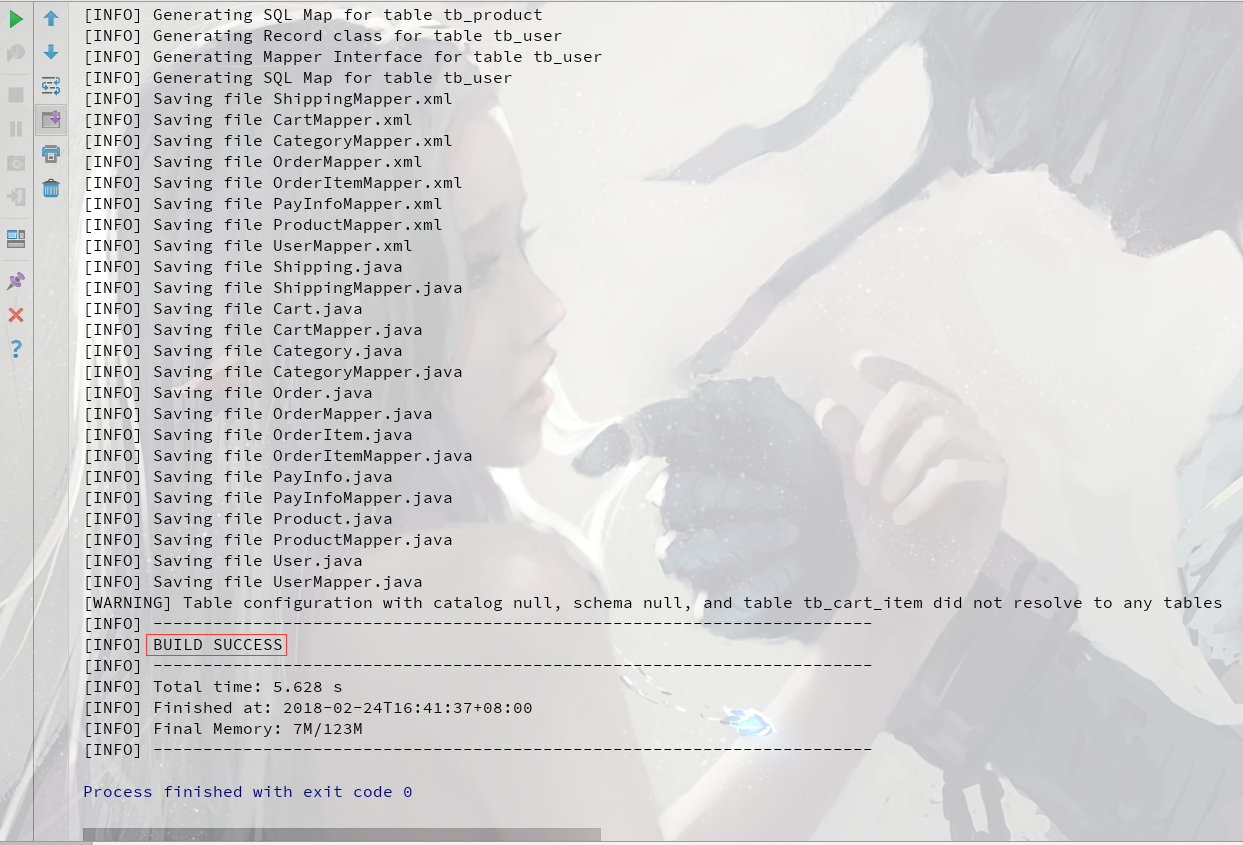 [INFO] Generating SQL Map for table tb_product
[INFO] Generating Record class for table tb_user
[INFO] Generating Mapper Interface for table tb_user
[INFO] Generating SQL Map for table tb_user
[INFO] Saving file ShippingMapper.xml
[INFO] Saving file CartMapper.xml
[INFO] Saving file CategoryMapper.xml
[INFO] Saving file OrderMapper.xml
[INFO] Saving file OrderItemMapper.xml
[INFO] Saving file PayInfoMapper.xml
[INFO] Saving file ProductMapper.xml
[INFO] Saving file UserMapper.xml
[INFO] Saving file Shipping.java
[INFO] Saving file ShippingMapper.java
[INFO] Saving file Cart.java
[INFO] Saving file CartMapper.java
[INFO] Saving file Category.java
[INFO] Saving file CategoryMapper.java
[INFO] Saving file Order.java
[INFO] Saving file OrderMapper.java
[INFO] Saving file OrderItem.java
[INFO] Saving file OrderItemMapper.java
[INFO] Saving file PayInfo.java
[INFO] Saving file PayInfoMapper.java
[INFO] Saving file Product.java
[INFO] Saving file ProductMapper.java
[INFO] Saving file User.java
[INFO] Saving file UserMapper.java
[WARNING] Table configuration with catalog null, schema null, and table tb_cart_item did not resolve to any tables
[INFO] ------------------------------------------------------------------------
[INFO] BUILD SUCCESS
[INFO] ------------------------------------------------------------------------
[INFO] Total time: 5.628 s
[INFO] Finished at: 2018-02-24T16:41:37+08:00
[INFO] Final Memory: 7M/123M
[INFO] ------------------------------------------------------------------------
Process finished with exit code 0